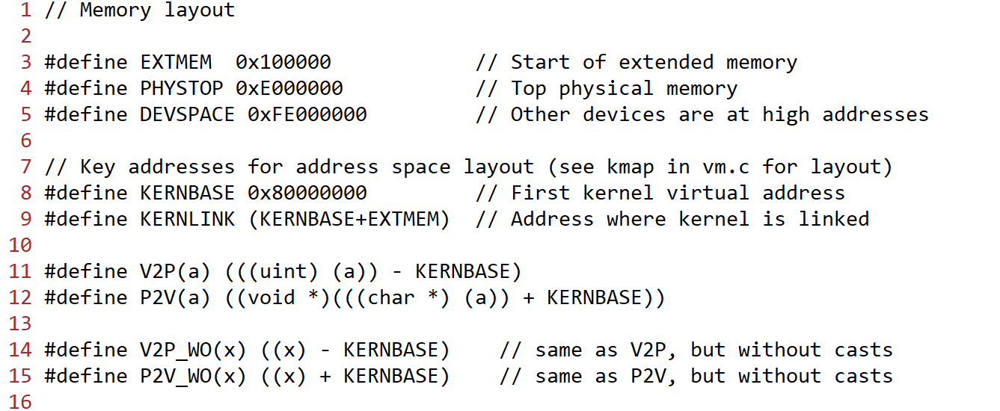 1 // Memory layout
2
3 #define EXTMEM  0x100000            // Start of extended memory
4 #define PHYSTOP 0xE000000           // Top physical memory
5 #define DEVSPACE 0xFE000000         // Other devices are at high addresses
6
7 // Key addresses for address space layout (see kmap in vm.c for layout)
8 #define KERNBASE 0x80000000         // First kernel virtual address
9 #define KERNLINK (KERNBASE+EXTMEM)  // Address where kernel is linked
10
11 #define V2P(a) (((uint) (a)) - KERNBASE)
12 #define P2V(a) ((void *)(((char *) (a)) + KERNBASE))
13
14 #define V2P_WO(x) ((x) - KERNBASE)    // same as V2P, but without casts
15 #define P2V_WO(x) ((x) + KERNBASE)    // same as P2V, but without casts
16